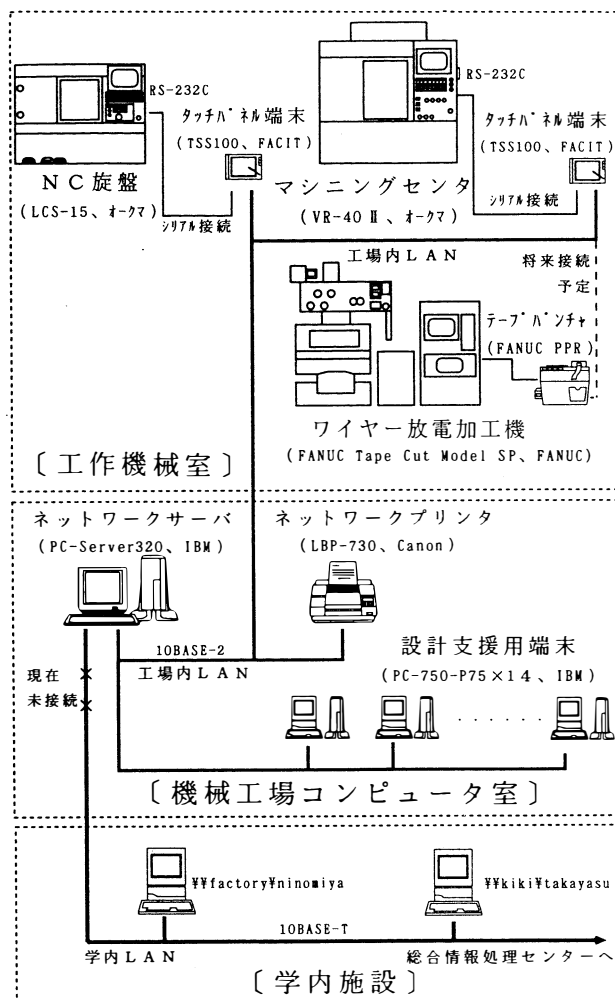 RS-232C
タッチパネル端末
(TSS100、FACIT)
NC旋盤
(LCS-15、オークマ)
シリアル接続
RS-232C
タッチパネル端末
(TSS100、FACIT)
マシニングセンタ
(VR-40 Ⅱ、オークマ)
シリアル接続
工場内LAN
将来接続
予定
テープパンチャ
(FANUC PPR)
ワイヤー放電加工機
(FANUC Tape Cut Model SP、FANUC)
〔工作機械室〕
ネットワークサーバ
(PC-Server320、IBM)
ネットワークプリンタ
(LBP-730、Canon)
10BASE-2
工場内LAN
現在
未接続
設計支援用端末
(PC-750-P75×14、IBM)
· · · · · ·
〔機械工場コンピュータ室〕
¥¥factory¥ninomiya
¥¥kiki¥takayasu
10BASE-T
学内LAN
総合情報処理センターへ
〔学内施設〕